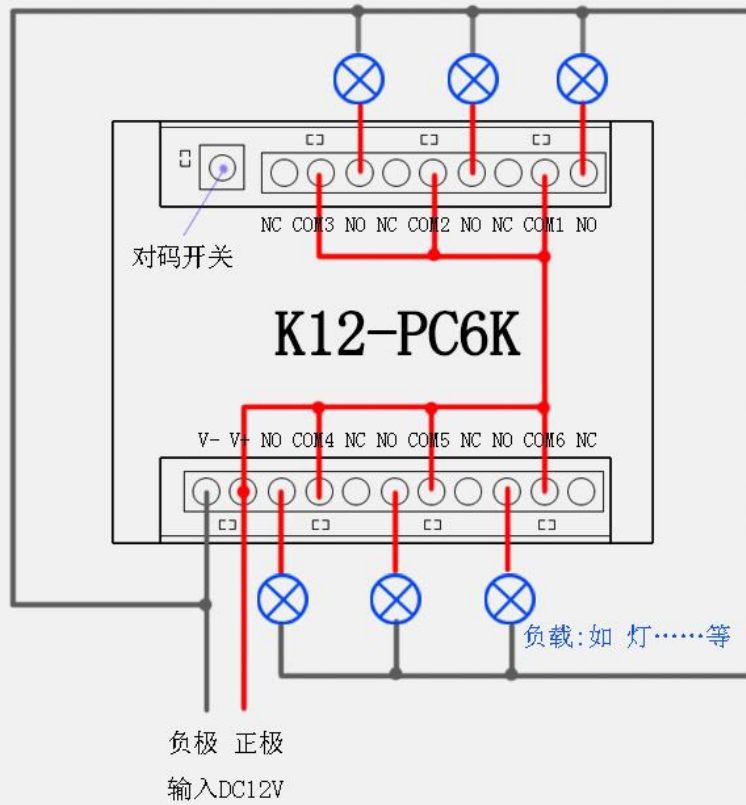 NC COM3 NO NC COM2 NO NC COM1 NO
对码开关
K12-PC6K
V- V+ NO COM4 NC NO COM5 NC NO COM6 NC
负载:如 灯……等
负极 正极
输入DC12V